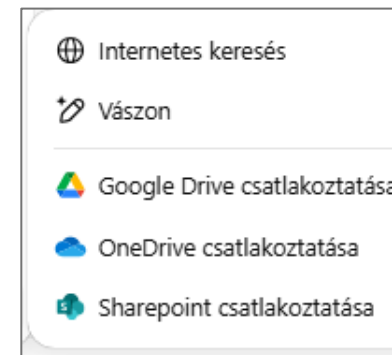 Internetes keresés
Vászon
Google Drive csatlakoztatása
OneDrive csatlakoztatása
Sharepoint csatlakoztatása